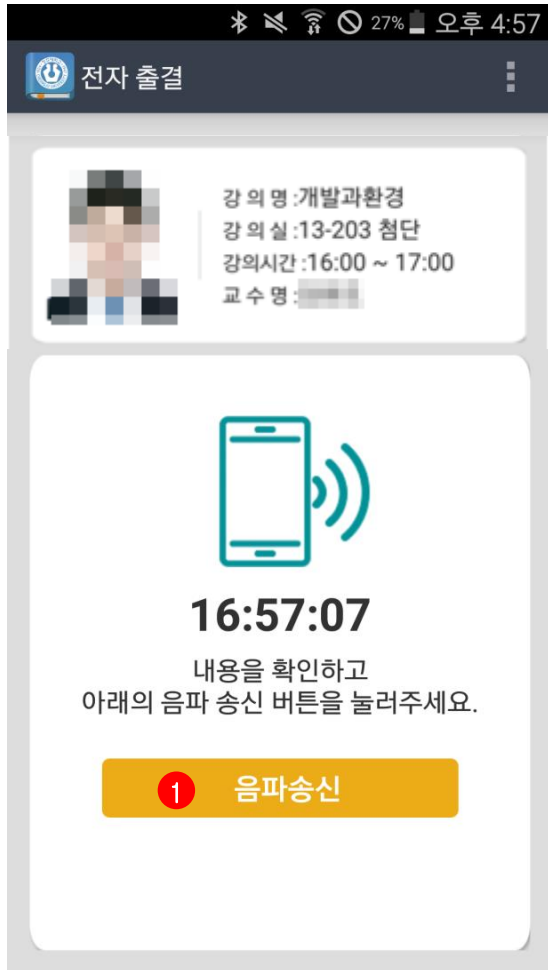 27% 오후 4:57
전자 출결
강 의 명 :개발과환경
강 의 실 :13-203 첨단
강의시간 :16:00 ~ 17:00
교 수 명 :
16:57:07
내용을 확인하고
아래의 음파 송신 버튼을 눌러주세요.
1 음파송신